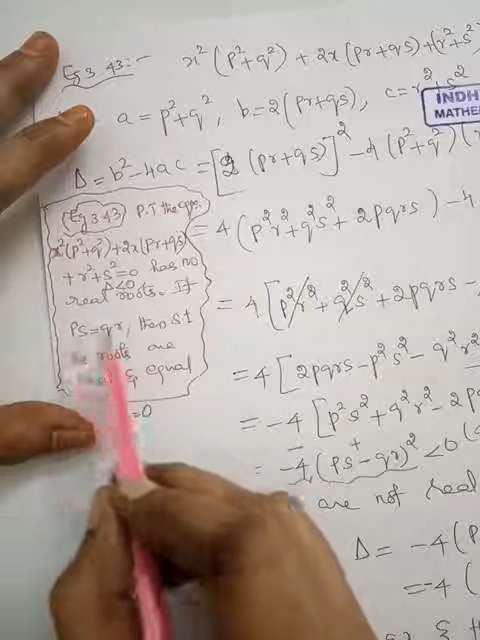 Eg 3.43:- x²(p²+q²) + 2x(pr+qs)+(r²+s²)
a = p²+q², b=2(pr+qs), c=r²+s²
INDH
MATHEM
Δ=b²-4ac = [2(pr+qs)]² - 4(p²+q²)(r
= 4(p²r²+q²s²+2pqrs) - 4
= 4[p²r²+q²s²+2pqrs -
= 4[2pqrs-p²s²-q²r²
= -4[p²s²+q²r²-2p
= -4(ps-qr)² <0 (
are not real
Δ= -4(p
=-4(
Eg 3.43) P.T the eqn.
x²(p²+q²)+2x(pr+qs)
+r²+s²=0 has no
Δ<0
real roots. If
ps=qr, then S.t
roots are
& equal
=0